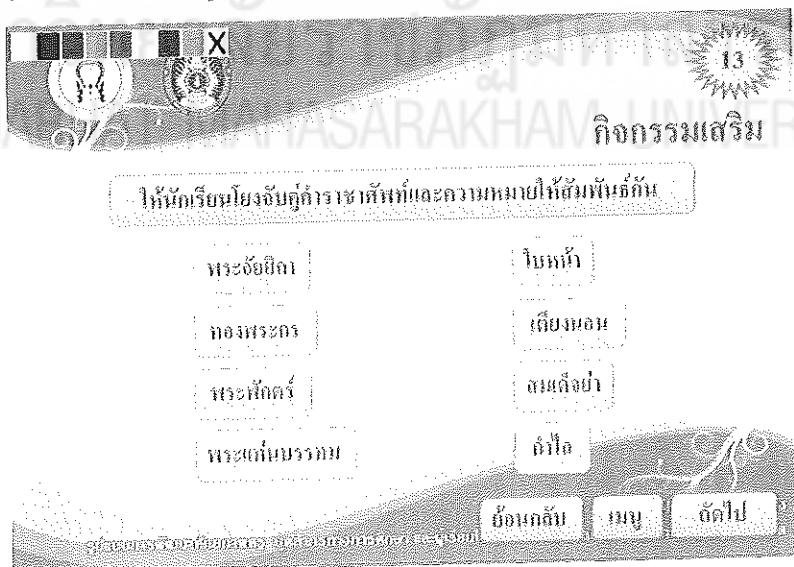 X
13
กิจกรรมเสริม
ให้นักเรียนโยงจับคู่คำราชาศัพท์และความหมายให้สัมพันธ์กัน
พระอัยยิกา
ใบหน้า
ทองพระกร
เตียงนอน
พระพักตร์
สมเด็จย่า
พระแท่นบรรทม
กำไล
ย้อนกลับ
เมนู
ถัดไป